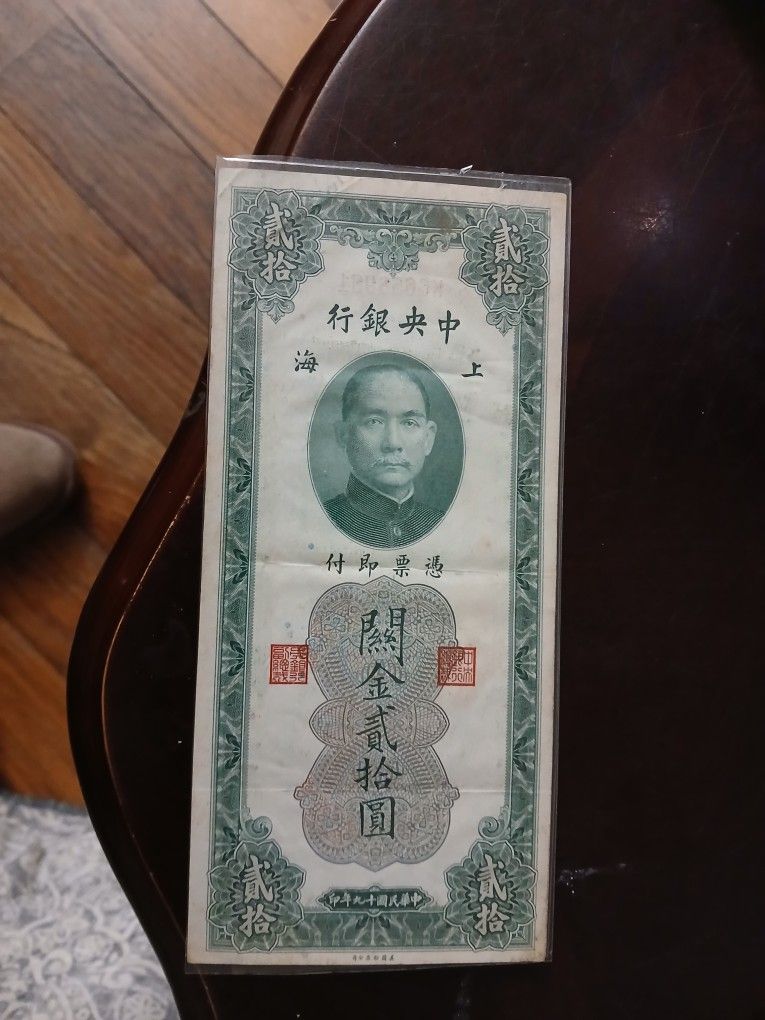 貳拾
貳拾
中央銀行
上海
憑票即付
關金貳拾圓
貳拾
貳拾
中華民國十九年印